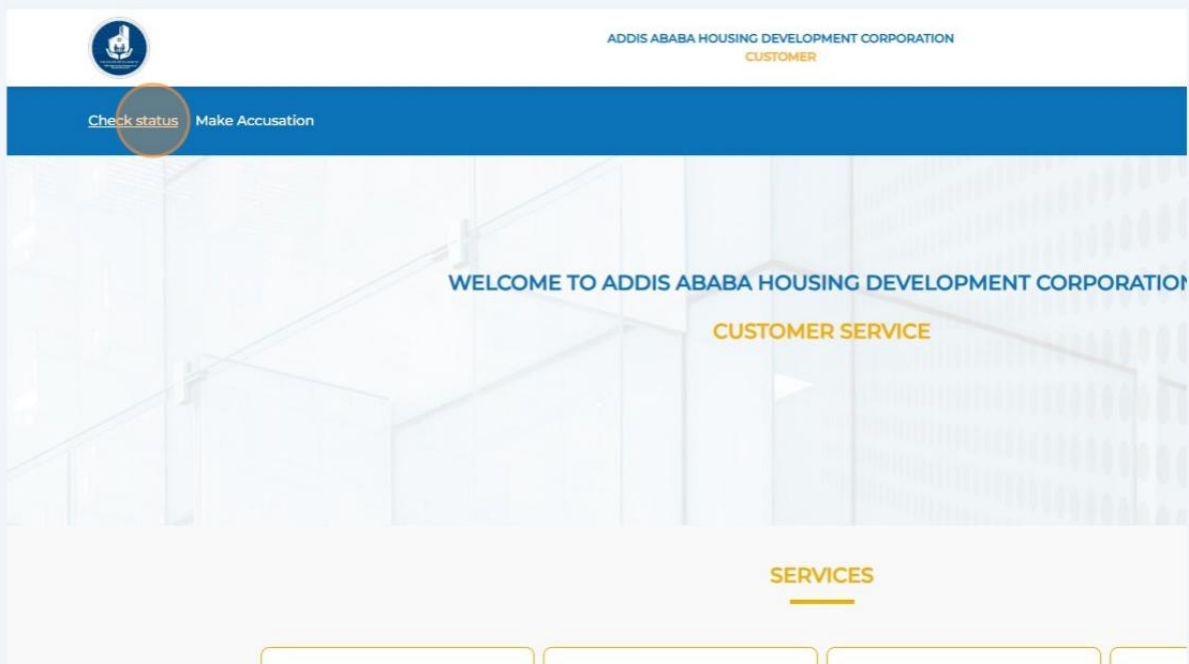 ADDIS ABABA HOUSING DEVELOPMENT CORPORATION
CUSTOMER
Check status Make Accusation
WELCOME TO ADDIS ABABA HOUSING DEVELOPMENT CORPORATION
CUSTOMER SERVICE
SERVICES